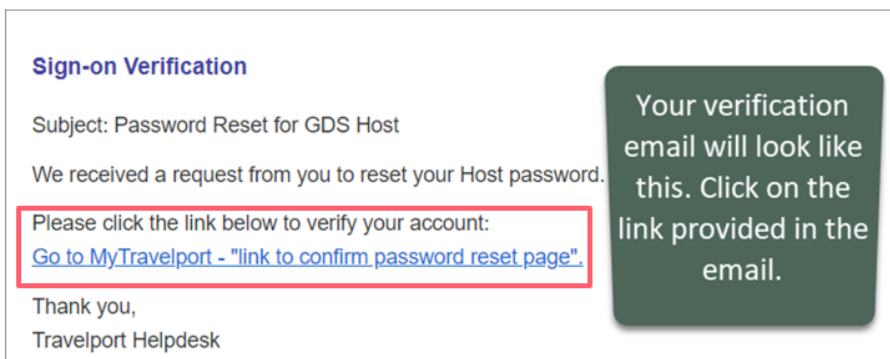 Sign-on Verification
Subject: Password Reset for GDS Host
We received a request from you to reset your Host password.
Please click the link below to verify your account:
Go to MyTravelport - "link to confirm password reset page".
Thank you,
Travelport Helpdesk
Your verification
email will look like
this. Click on the
link provided in the
email.